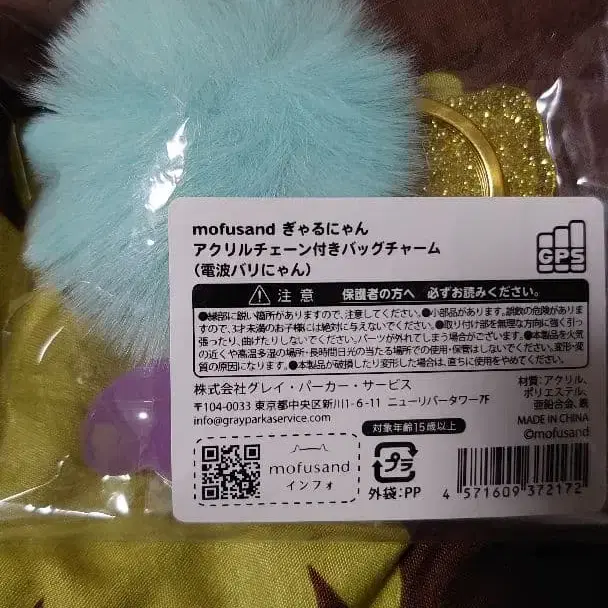 mofusand ぎゃるにゃん
アクリルチェーン付きバッグチャーム
（電波バリにゃん）
GPS
注意 保護者の方へ 必ずお読みください。
●縁部に鋭い箇所がありますので、注意してください。●小部品があります。誤飲の危険がありま
すので、3才未満のお子様には絶対に与えないでください。●取り付け部を無理な方向に強く引っ
張ったり、曲げたりしないでください。パーツが外れてしまう場合がございます。●本製品を火気
の近くや高温多湿の場所・長時間日光の当たる場所での使用・保管はしないでください。変形・変
質の原因になります。●本製品が破損したり変形した場合は、直ちに使用をやめてください。
株式会社グレイ・パーカー・サービス
〒104-0033 東京都中央区新川1-6-11 ニューリバータワー7F
info@grayparkaservice.com
材質：アクリル、
ポリエステル、
亜鉛合金、鉄
MADE IN CHINA
©mofusand
対象年齢15歳以上
mofusand
インフォ
プラ
外袋：PP
4 571609 372172